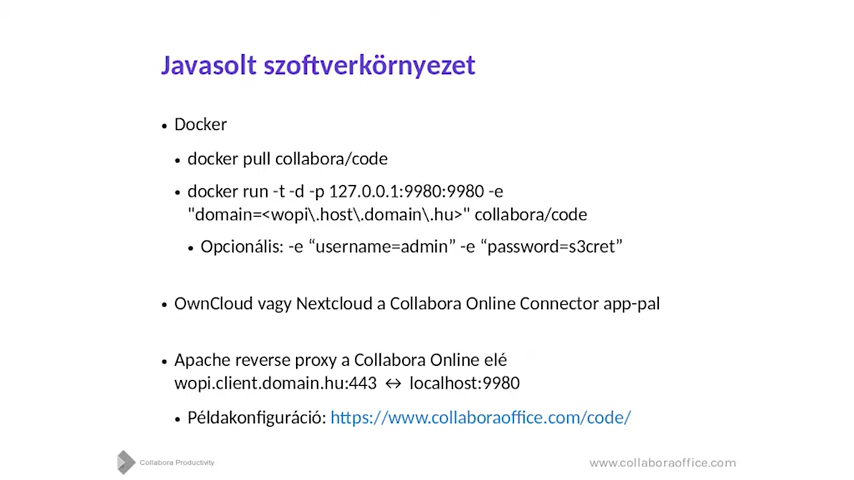 Javasolt szoftverkörnyezet
• Docker
• docker pull collabora/code
• docker run -t -d -p 127.0.0.1:9980:9980 -e
"domain=<wopi\.host\.domain\.hu>" collabora/code
• Opcionális: -e “username=admin” -e “password=s3cret”
• OwnCloud vagy Nextcloud a Collabora Online Connector app-pal
• Apache reverse proxy a Collabora Online elé
wopi.client.domain.hu:443 ↔ localhost:9980
• Példakonfiguráció: https://www.collaboraoffice.com/code/
Collabora Productivity
www.collaboraoffice.com